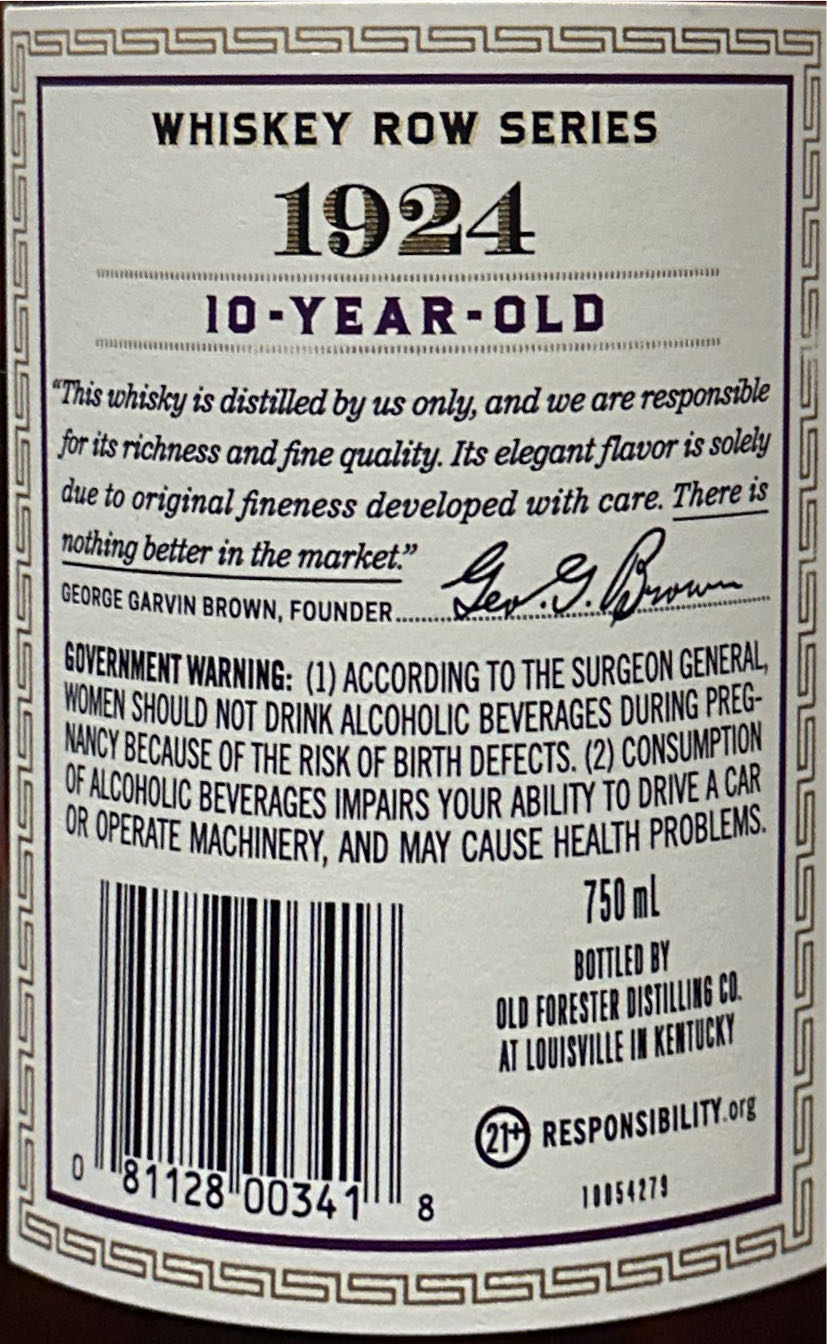 WHISKEY ROW SERIES
1924
10-YEAR-OLD
“This whisky is distilled by us only, and we are responsible
for its richness and fine quality. Its elegant flavor is solely
due to original fineness developed with care. There is
nothing better in the market.”
GEORGE GARVIN BROWN, FOUNDER Geo. G. Brown
GOVERNMENT WARNING: (1) ACCORDING TO THE SURGEON GENERAL,
WOMEN SHOULD NOT DRINK ALCOHOLIC BEVERAGES DURING PREG-
NANCY BECAUSE OF THE RISK OF BIRTH DEFECTS. (2) CONSUMPTION
OF ALCOHOLIC BEVERAGES IMPAIRS YOUR ABILITY TO DRIVE A CAR
OR OPERATE MACHINERY, AND MAY CAUSE HEALTH PROBLEMS.
750 mL
BOTTLED BY
OLD FORESTER DISTILLING CO.
AT LOUISVILLE IN KENTUCKY
21+ RESPONSIBILITY.org
10054279
0 81128 00341 8